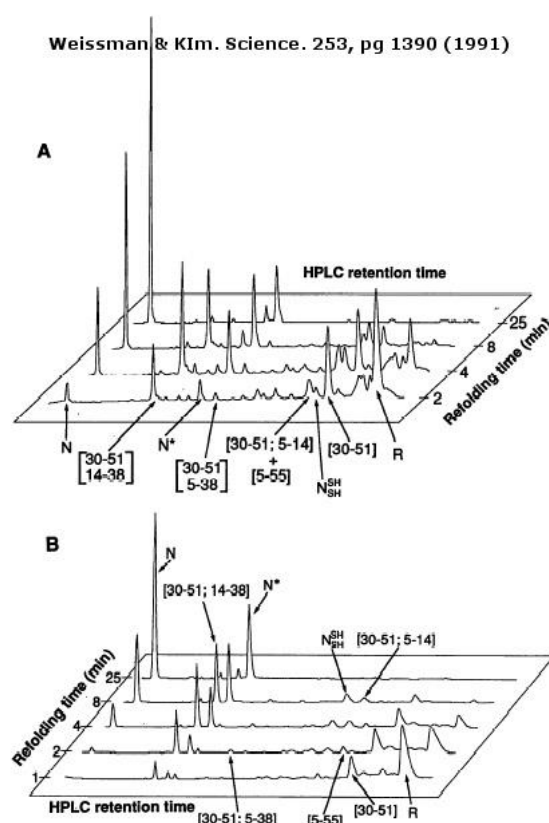 Weissman & KIm. Science. 253, pg 1390 (1991)
A
HPLC retention time
Refolding time (min)
25
8
4
2
N
[30-51
14-38]
N*
[30-51
5-38]
[30-51; 5-14]
+
[5-55]
N SH SH
[30-51]
R
B
N
[30-51; 14-38]
N*
N SH SH
[30-51; 5-14]
Refolding time (min)
25
8
4
2
1
HPLC retention time
[30-51; 5-38]
[5-55]
[30-51]
R